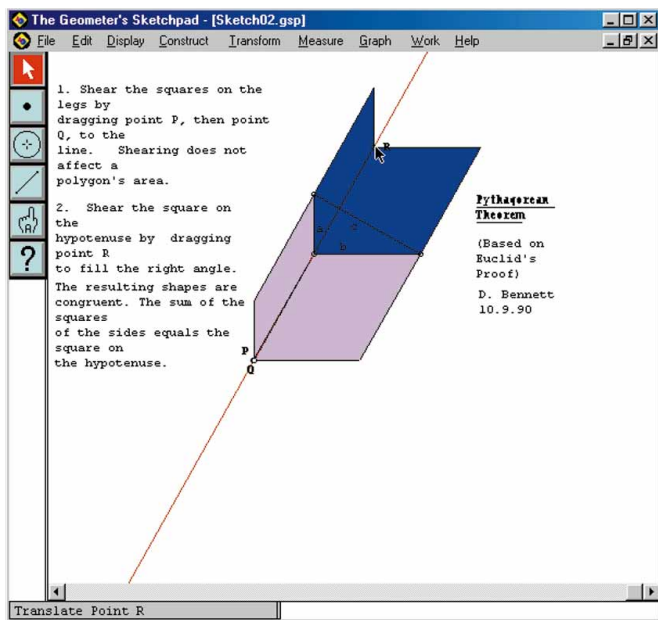 The Geometer's Sketchpad - [Sketch02.gsp]
File Edit Display Construct Transform Measure Graph Work Help
1. Shear the squares on the
legs by
dragging point P, then point
Q, to the
line. Shearing does not
affect a
polygon's area.
2. Shear the square on
the
hypotenuse by dragging
point R
to fill the right angle.
The resulting shapes are
congruent. The sum of the
squares
of the sides equals the
square on
the hypotenuse.
A
?
R
a
c
b
P
Q
Pythagorean
Theorem
(Based on
Euclid's
Proof)
D. Bennett
10.9.90
Translate Point R